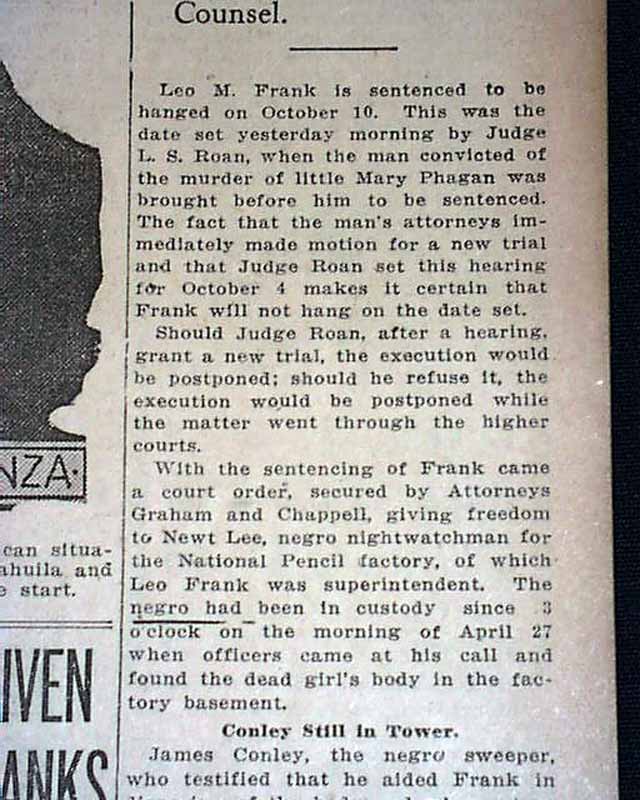 Counsel.
Leo M. Frank is sentenced to be
hanged on October 10. This was the
date set yesterday morning by Judge
L. S. Roan, when the man convicted of
the murder of little Mary Phagan was
brought before him to be sentenced.
The fact that the man's attorneys im-
mediately made motion for a new trial
and that Judge Roan set this hearing
for October 4 makes it certain that
Frank will not hang on the date set.
Should Judge Roan, after a hearing,
grant a new trial, the execution would
be postponed; should he refuse it, the
execution would be postponed while
the matter went through the higher
courts.
With the sentencing of Frank came
a court order, secured by Attorneys
Graham and Chappell, giving freedom
to Newt Lee, negro nightwatchman for
the National Pencil factory, of which
Leo Frank was superintendent. The
negro had been in custody since 3
o'clock on the morning of April 27
when officers came at his call and
found the dead girl's body in the fac-
tory basement.
Conley Still in Tower.
James Conley, the negro sweeper,
who testified that he aided Frank in
NZA.
can situa-
ahuila and
e start.
IVEN
ANKS